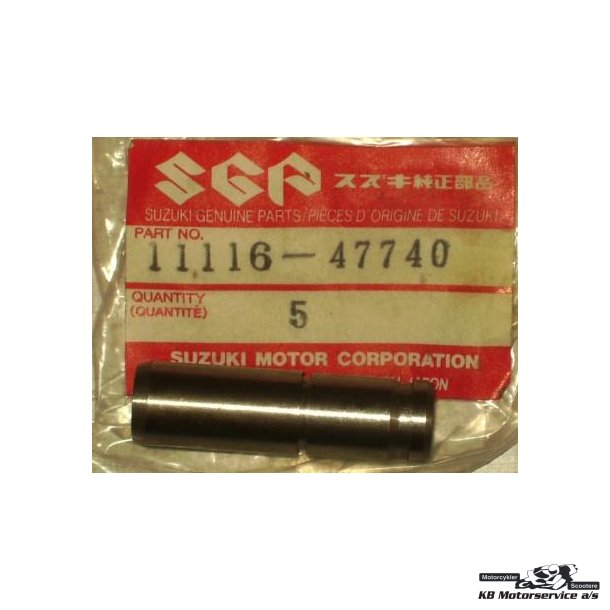 SGP スズキ純正部品
SUZUKI GENUINE PARTS/PIÈCES D'ORIGINE DE SUZUKI
PART NO.
11116-47740
QUANTITY
(QUANTITÉ)
5
SUZUKI MOTOR CORPORATION
Motorcykler
Scootere
KB Motorservice a/s